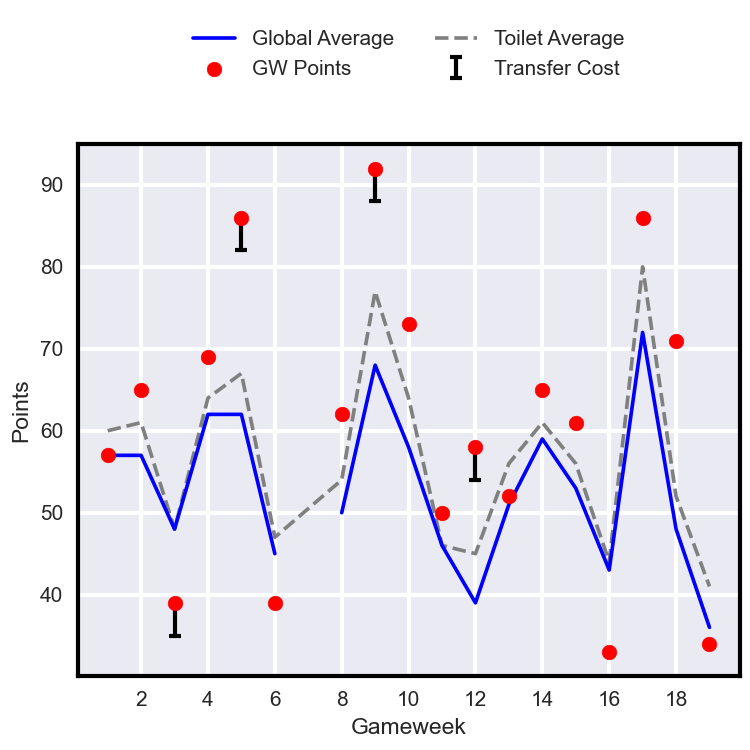 Global Average
Toilet Average
GW Points
Transfer Cost
90
80
70
60
50
40
Points
2 4 6 8 10 12 14 16 18
Gameweek